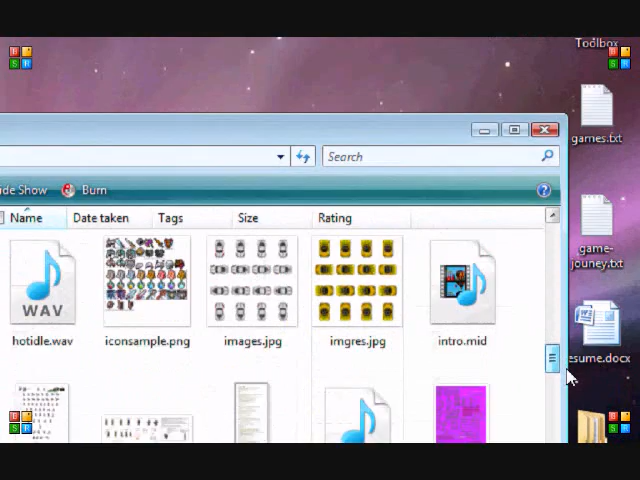 Toolbox
B
S R
B
S R
games.txt
Search
ide Show
Burn
Name
Date taken
Tags
Size
Rating
game-
jouney.txt
WAV
hotidle.wav
iconsample.png
images.jpg
imgres.jpg
intro.mid
esume.docx
B
S R
B
S R